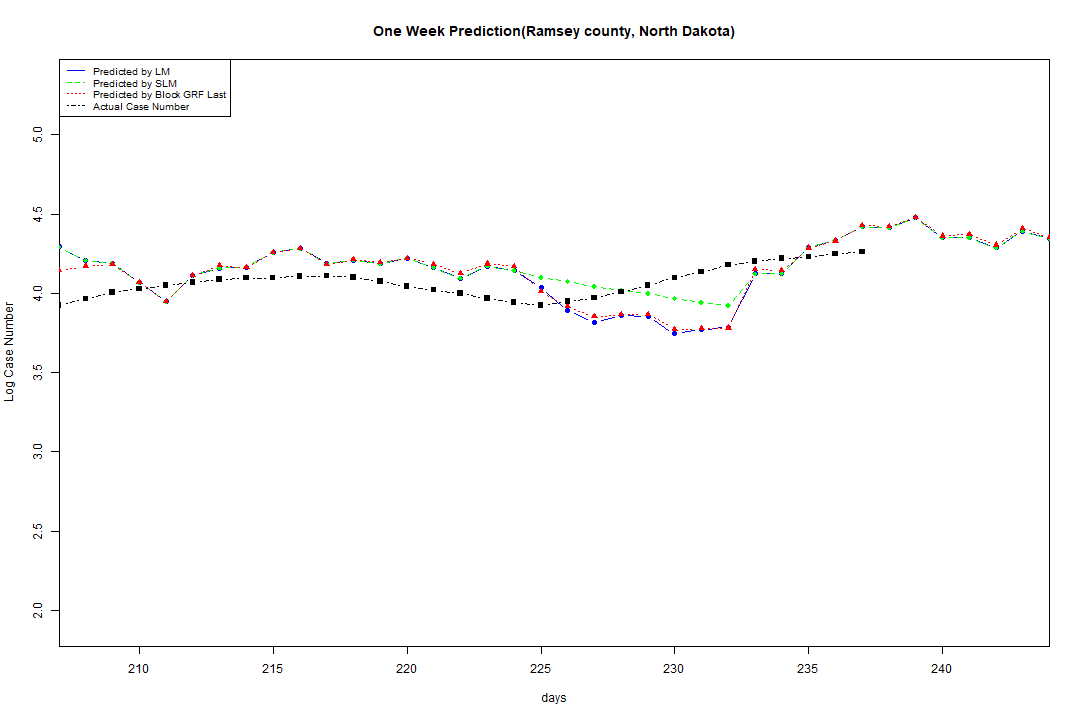 One Week Prediction(Ramsey county, North Dakota)
Predicted by LM
Predicted by SLM
Predicted by Block GRF Last
Actual Case Number
Log Case Number
5.0
4.5
4.0
3.5
3.0
2.5
2.0
210 215 220 225 230 235 240
days